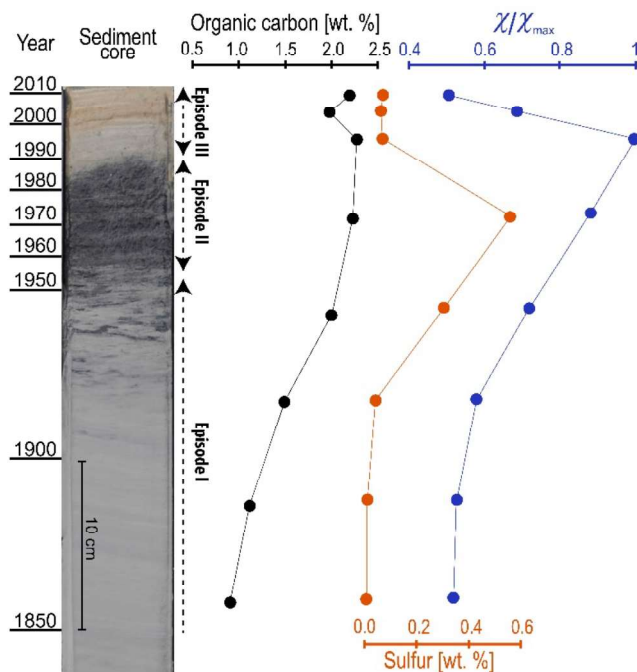 Organic carbon [wt. %]
χ/χmax
Year
Sediment
core
0.5 1.0 1.5 2.0 2.5
0.4 0.6 0.8 1
2010
2000
1990
1980
1970
1960
1950
1900
1850
Episode III
Episode II
Episode I
10 cm
0.0 0.2 0.4 0.6
Sulfur [wt. %]